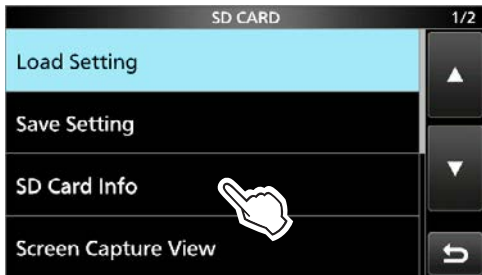 SD CARD 1/2
Load Setting
Save Setting
SD Card Info
Screen Capture View